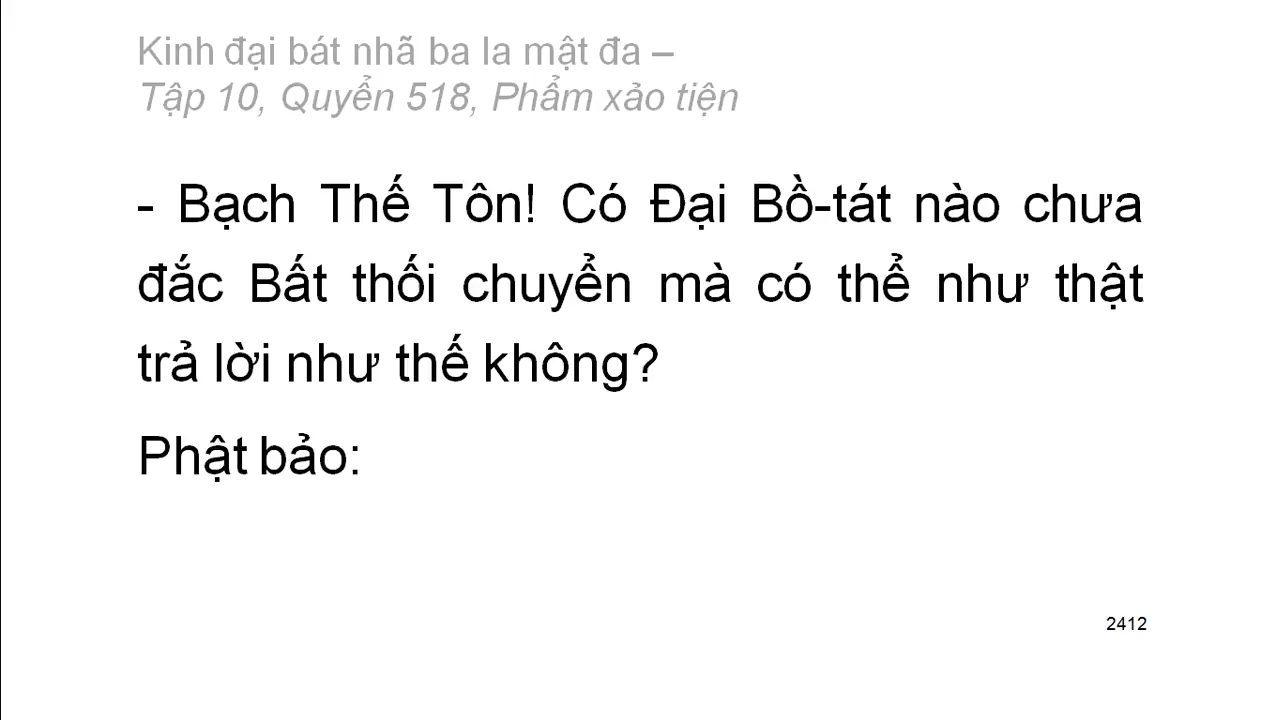 Kinh đại bát nhã ba la mật đa –
Tập 10, Quyển 518, Phẩm xảo tiện
- Bạch Thế Tôn! Có Đại Bồ-tát nào chưa
đắc Bất thối chuyển mà có thể như thật
trả lời như thế không?
Phật bảo:
2412